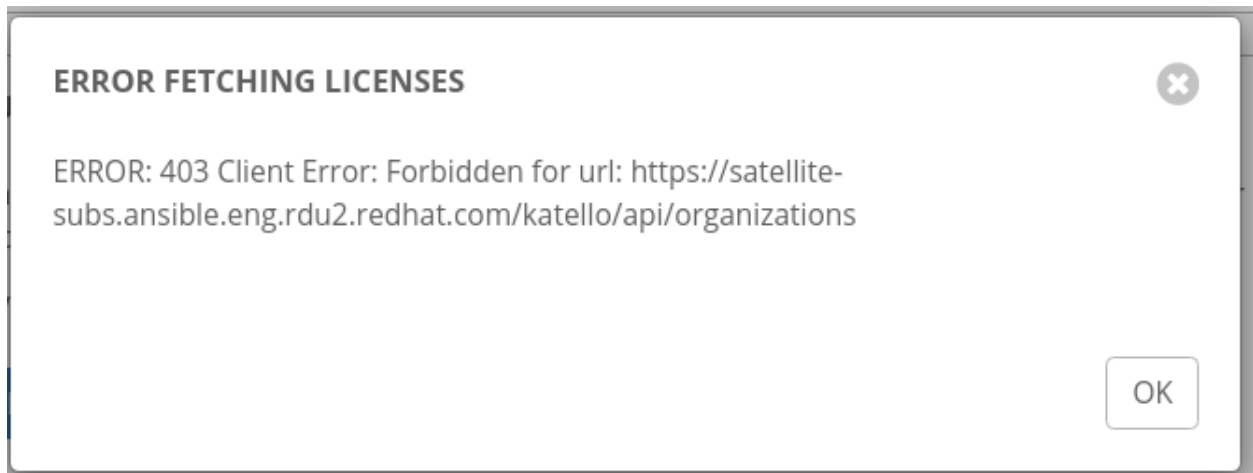 ERROR FETCHING LICENSES
ERROR: 403 Client Error: Forbidden for url: https://satellite-
subs.ansible.eng.rdu2.redhat.com/katello/api/organizations
OK